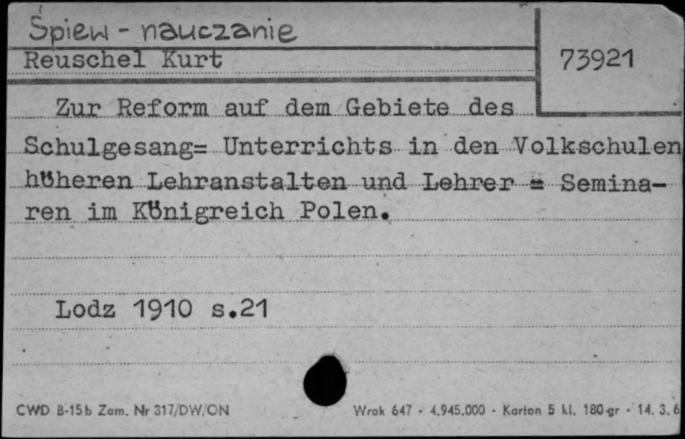 Śpiew - nauczanie
Reuschel Kurt
73921
Zur Reform auf dem Gebiete des
Schulgesang= Unterrichts in den Volkschulen
höheren Lehranstalten und Lehrer = Semina-
ren im Königreich Polen.
Lodz 1910 s.21
CWD B-15b Zam. Nr 317/DW/ON
Wrak 647 - 4.945.000 - Karton 5 kl. 180 gr - 14. 3. 6